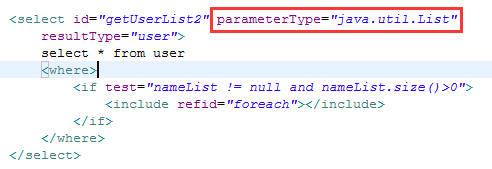 <select id="getUserList2" parameterType="java.util.List"
resultType="user">
select * from user
<where>
<if test="nameList != null and nameList.size()>0">
<include refid="foreach"></include>
</if>
</where>
</select>